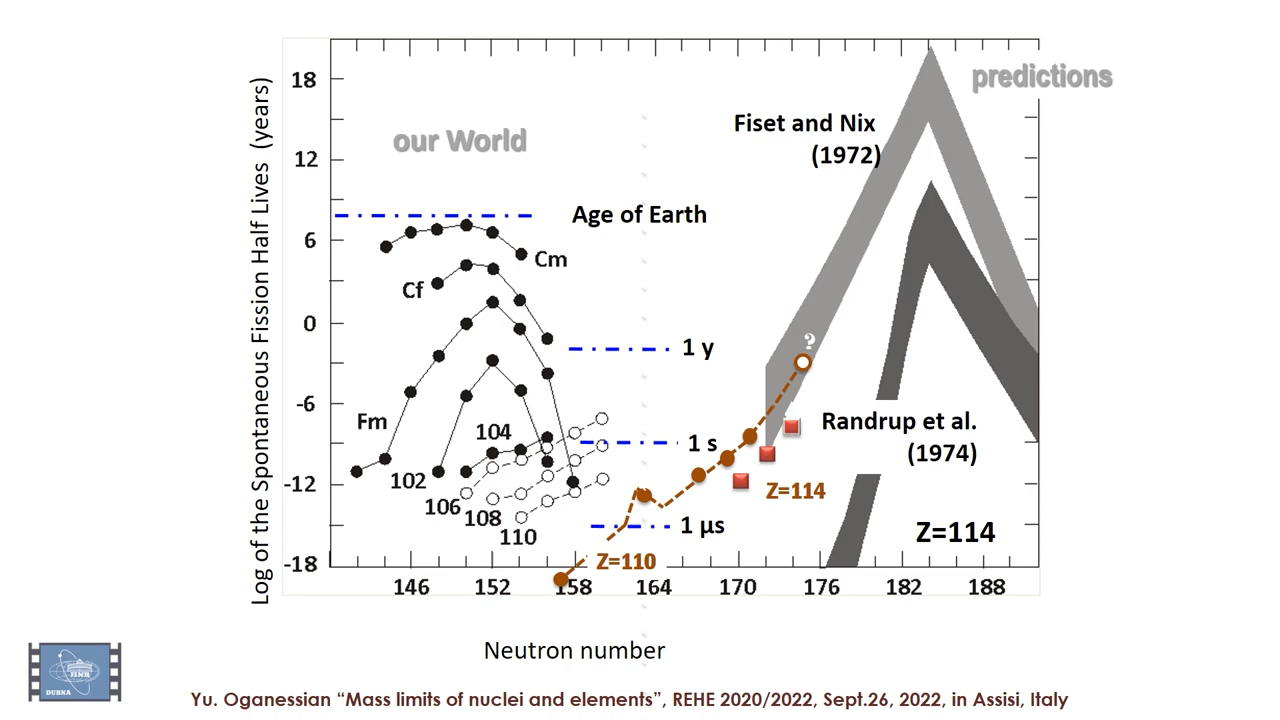 predictions
our World
Fiset and Nix
(1972)
Age of Earth
Cm
Cf
1 y
?
Fm
104
Randrup et al.
(1974)
1 s
102
106
108
110
Z=114
1 µs
Z=110
Z=114
18
12
6
0
-6
-12
-18
Log of the Spontaneous Fission Half Lives (years)
146 152 158 164 170 176 182 188
Neutron number
JINR
DUBNA
Yu. Oganessian “Mass limits of nuclei and elements”, REHE 2020/2022, Sept.26, 2022, in Assisi, Italy